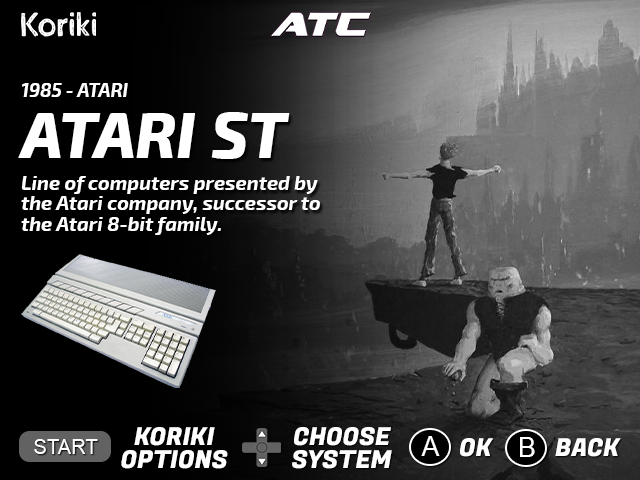 Koriki
ATC
1985 - ATARI
ATARI ST
Line of computers presented by
the Atari company, successor to
the Atari 8-bit family.
START
KORIKI
OPTIONS
CHOOSE
SYSTEM
A
OK
B
BACK